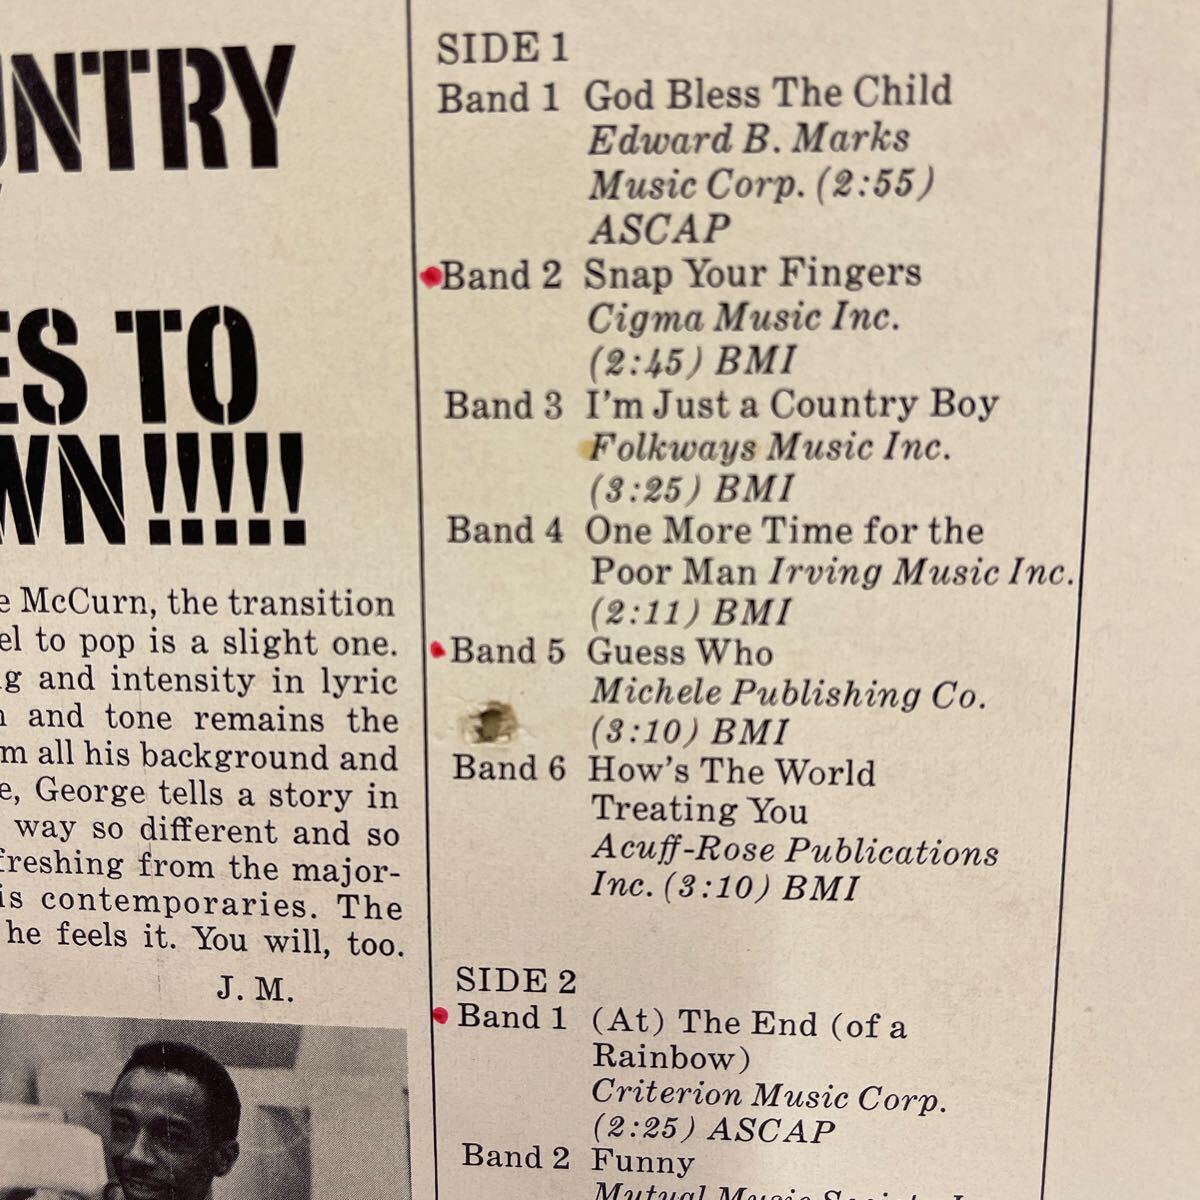 SIDE 1
Band 1 God Bless The Child
Edward B. Marks
Music Corp. (2:55)
ASCAP
Band 2 Snap Your Fingers
Cigma Music Inc.
(2:45) BMI
Band 3 I'm Just a Country Boy
Folkways Music Inc.
(3:25) BMI
Band 4 One More Time for the
Poor Man Irving Music Inc.
(2:11) BMI
Band 5 Guess Who
Michele Publishing Co.
(3:10) BMI
Band 6 How's The World
Treating You
Acuff-Rose Publications
Inc. (3:10) BMI
SIDE 2
Band 1 (At) The End (of a
Rainbow)
Criterion Music Corp.
(2:25) ASCAP
Band 2 Funny
Mutual Music
UNTRY
ES TO
WN!!!!!
McCurn, the transition
to pop is a slight one.
and intensity in lyric
and tone remains the
all his background and
George tells a story in
way so different and so
freshing from the major-
contemporaries. The
he feels it. You will, too.
J. M.